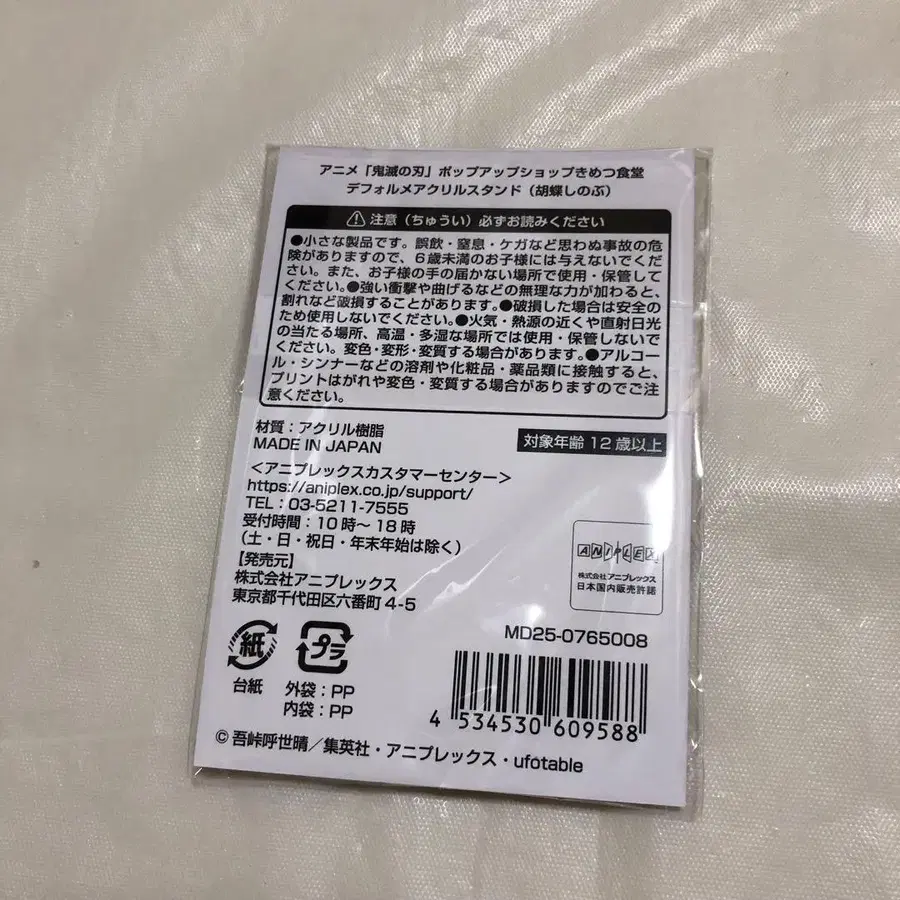 アニメ「鬼滅の刃」ポップアップショップきめつ食堂
デフォルメアクリルスタンド（胡蝶しのぶ）
注意（ちゅうい）必ずお読みください
●小さな製品です。誤飲・窒息・ケガなど思わぬ事故の危
険がありますので、６歳未満のお子様には与えないでくだ
さい。また、お子様の手の届かない場所で使用・保管して
ください。●強い衝撃や曲げるなどの無理な力が加わると、
割れなど破損することがあります。●破損した場合は安全の
ため使用しないでください。●火気・熱源の近くや直射日光
の当たる場所、高温・多湿な場所では使用・保管しないで
ください。変色・変形・変質する場合があります。●アルコー
ル・シンナーなどの溶剤や化粧品・薬品類に接触すると、
プリントはがれや変色・変質する場合がありますのでご注
意ください。
材質：アクリル樹脂
MADE IN JAPAN
対象年齢 12 歳以上
＜アニプレックスカスタマーセンター＞
https://aniplex.co.jp/support/
TEL：03-5211-7555
受付時間：10時〜18時
（土・日・祝日・年末年始は除く）
【発売元】
株式会社アニプレックス
東京都千代田区六番町 4-5
ANIPLEX
株式会社アニプレックス
日本国内販売許諾
MD25-0765008
紙
台紙
プラ
外袋：PP
内袋：PP
4 534530 609588
© 吾峠呼世晴／集英社・アニプレックス・ufotable